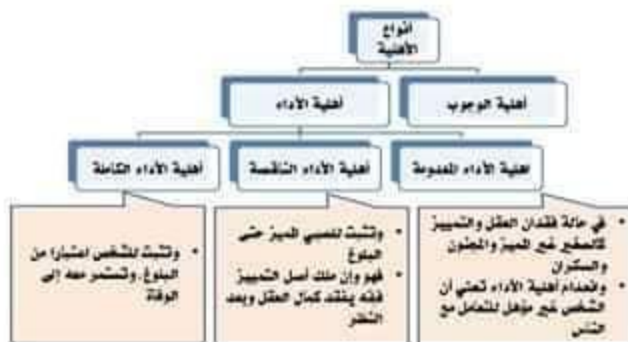 أنواع
الأهلية
أهلية الوجوب
أهلية الأداء
أهلية الأداء المعدومة
أهلية الأداء الناقصة
أهلية الأداء الكاملة
• في حالة فقدان العقل والتمييز
كالصغير غير المميز والمجنون
والسكران
• وانعدام أهلية الأداء تعني أن
الشخص غير مؤهل للتعامل مع
الناس
• وتثبت للصبي المميز حتى
البلوغ
• فهو وإن ملك أصل التمييز
فإنه يفقد كمال العقل وبعد
النظر
• وتثبت للشخص اعتبارا من
البلوغ، وتستمر معه إلى
الوفاة